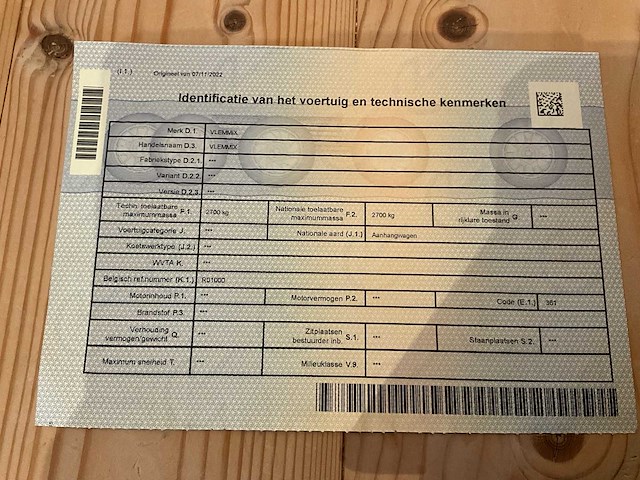 (I.1) Origineel van 07/11/2022
Identificatie van het voertuig en technische kenmerken
Merk D.1. VLEMMIX
Handelsnaam D.3. VLEMMIX
Fabriekstype D.2.1. ---
Variant D.2.2. ---
Versie D.2.3. ---
Techn. toelaatbare maximummassa F.1. 2700 kg Nationale toelaatbare maximummassa F.2. 2700 kg Massa in rijklare toestand G. ---
Voertuigcategorie J. --- Nationale aard (J.1.) Aanhangwagen
Koetswerktype (J.2.) ---
WVTA K. ---
Belgisch ref.nummer (K.1.) R01000
Motorinhoud P.1. --- Motorvermogen P.2. --- Code (E.1.) 361
Brandstof P.3. ---
Verhouding vermogen/gewicht Q. --- Zitplaatsen bestuurder inb. S.1. --- Staanplaatsen S.2. ---
Maximum snelheid T. --- Milieuklasse V.9. ---